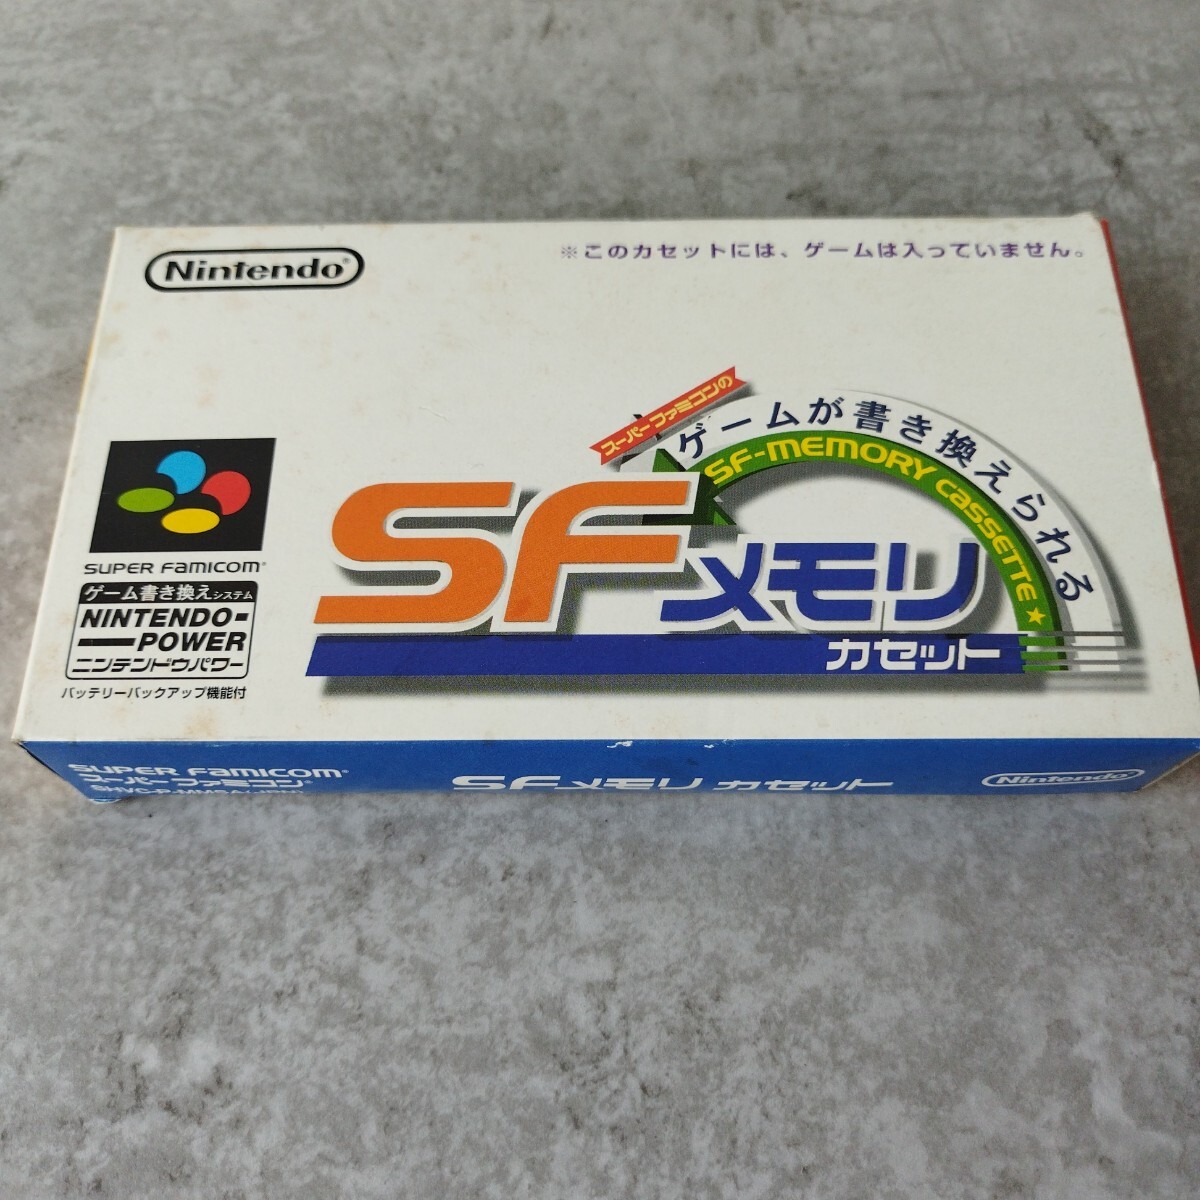 Nintendo®
※このカセットには、ゲームは入っていません。
スーパーファミコンの
ゲームが書き換えられる
SF-MEMORY CASSETTE★
SFメモリ
カセット
SUPER FAMICOM®
ゲーム書き換えシステム
NINTENDO-
POWER
ニンテンドウパワー
バッテリーバックアップ機能付
SUPER FAMICOM®
スーパーファミコン®
SFメモリ カセット
Nintendo®